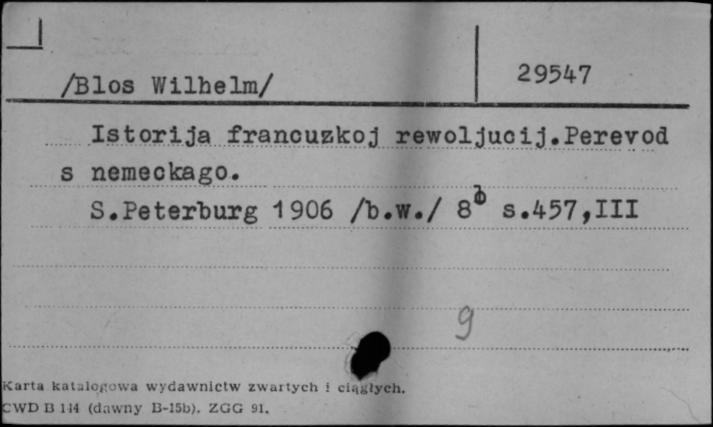 /Blos Wilhelm/
29547
Istorija francuzkoj rewoljucij.Perevod
s nemeckago.
S.Peterburg 1906 /b.w./ 8° s.457,III
9
Karta katalogowa wydawnictw zwartych i ciągłych.
CWD B 144 (dawny B-15b). ZGG 91.